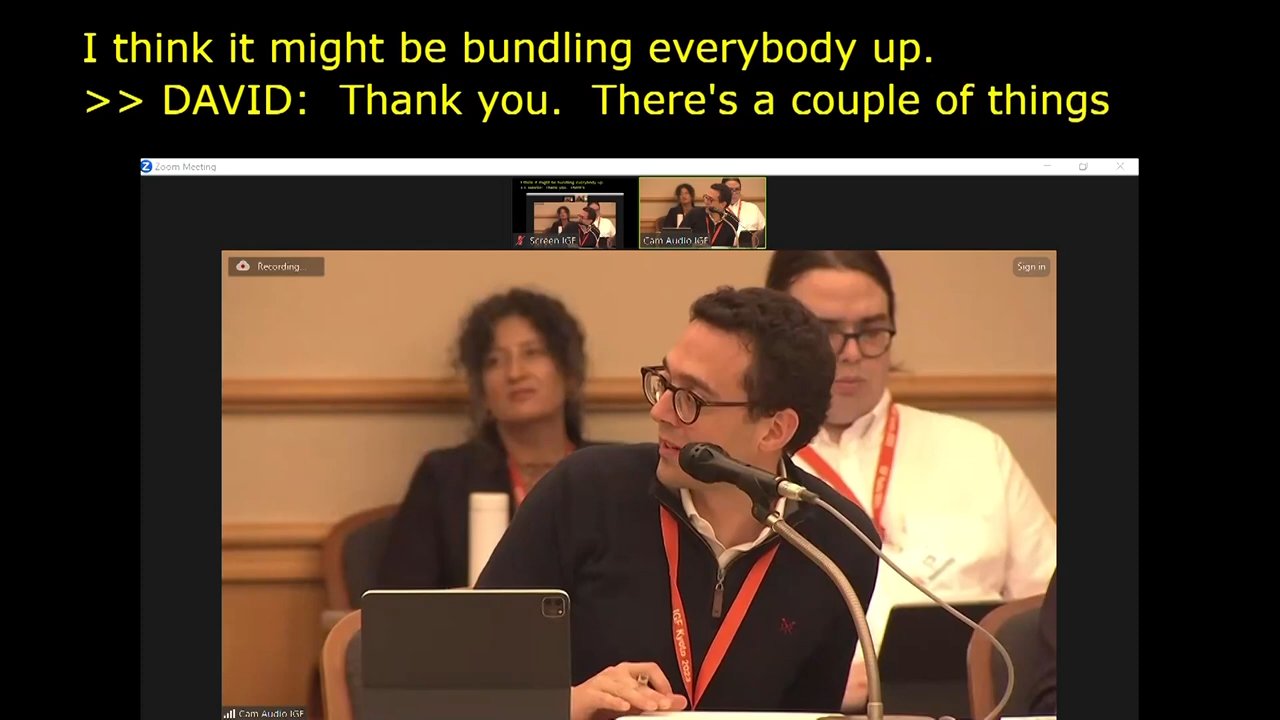 I think it might be bundling everybody up.
>> DAVID:  Thank you.  There's a couple of things
Zoom Meeting
Screen IGF
Cam Audio IGF
Recording...
Sign in
IGF Kyoto 2023
Cam Audio IGF